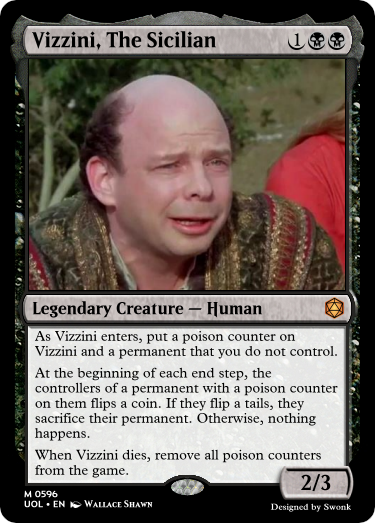 Vizzini, The Sicilian 1
Legendary Creature — Human
As Vizzini enters, put a poison counter on
Vizzini and a permanent that you do not control.
At the beginning of each end step, the
controllers of a permanent with a poison counter
on them flips a coin. If they flip a tails, they
sacrifice their permanent. Otherwise, nothing
happens.
When Vizzini dies, remove all poison counters
from the game.
2/3
M 0596
UOL • EN Wallace Shawn
Designed by Swonk